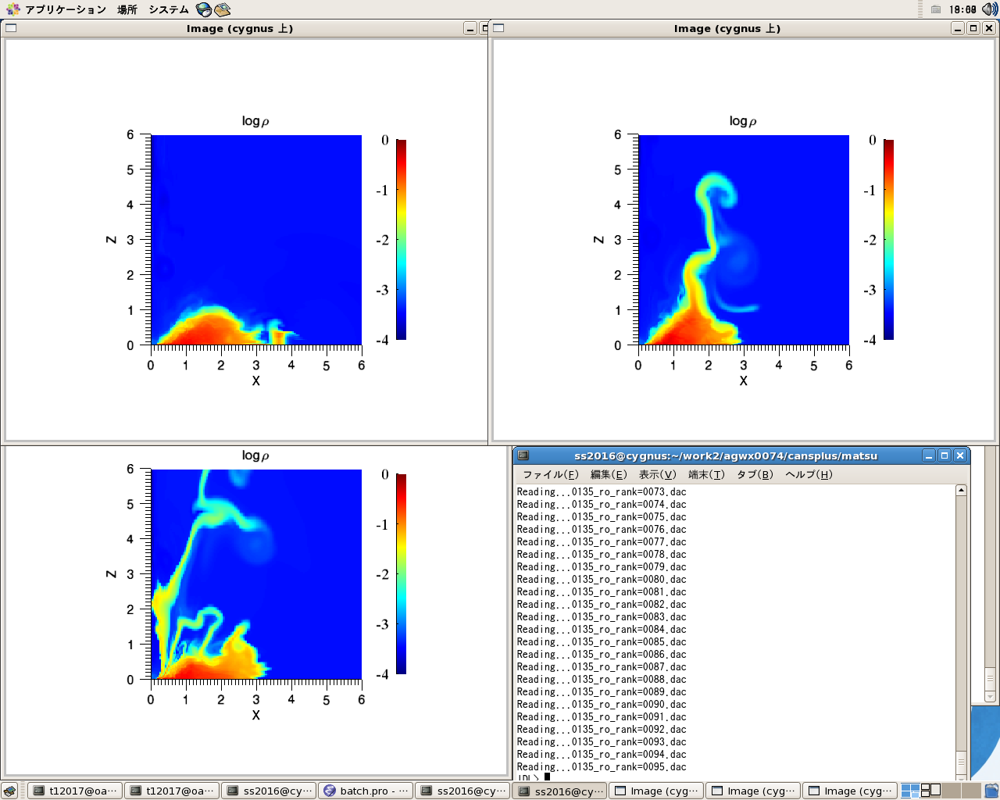 アプリケーション 場所 システム 18:00
Image (cygnus 上)
Image (cygnus 上)
log ρ
6
5
4
3
2
1
0
Z
0 1 2 3 4 5 6
X
0
-1
-2
-3
-4
log ρ
6
5
4
3
2
1
0
Z
0 1 2 3 4 5 6
X
0
-1
-2
-3
-4
log ρ
6
5
4
3
2
1
0
Z
0 1 2 3 4 5 6
X
0
-1
-2
-3
-4
ss2016@cygnus:~/work2/agwx0074/cansplus/matsu
ファイル(F) 編集(E) 表示(V) 端末(T) タブ(B) ヘルプ(H)
Reading...0135_ro_rank=0073.dac
Reading...0135_ro_rank=0074.dac
Reading...0135_ro_rank=0075.dac
Reading...0135_ro_rank=0076.dac
Reading...0135_ro_rank=0077.dac
Reading...0135_ro_rank=0078.dac
Reading...0135_ro_rank=0079.dac
Reading...0135_ro_rank=0080.dac
Reading...0135_ro_rank=0081.dac
Reading...0135_ro_rank=0082.dac
Reading...0135_ro_rank=0083.dac
Reading...0135_ro_rank=0084.dac
Reading...0135_ro_rank=0085.dac
Reading...0135_ro_rank=0086.dac
Reading...0135_ro_rank=0087.dac
Reading...0135_ro_rank=0088.dac
Reading...0135_ro_rank=0089.dac
Reading...0135_ro_rank=0090.dac
Reading...0135_ro_rank=0091.dac
Reading...0135_ro_rank=0092.dac
Reading...0135_ro_rank=0093.dac
Reading...0135_ro_rank=0094.dac
Reading...0135_ro_rank=0095.dac
IDL>
t12017@oa… t12017@oa… ss2016@cy… batch.pro - … ss2016@cy… ss2016@cy… Image (cyg… Image (cyg… Image (cyg…